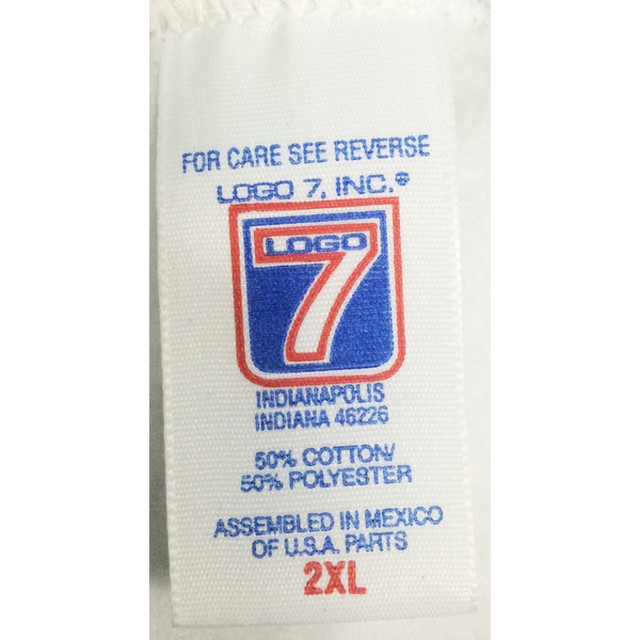 FOR CARE SEE REVERSE
LOGO 7, INC.®
LOGO
7
INDIANAPOLIS
INDIANA 46226
50% COTTON/
50% POLYESTER
ASSEMBLED IN MEXICO
OF U.S.A. PARTS
2XL